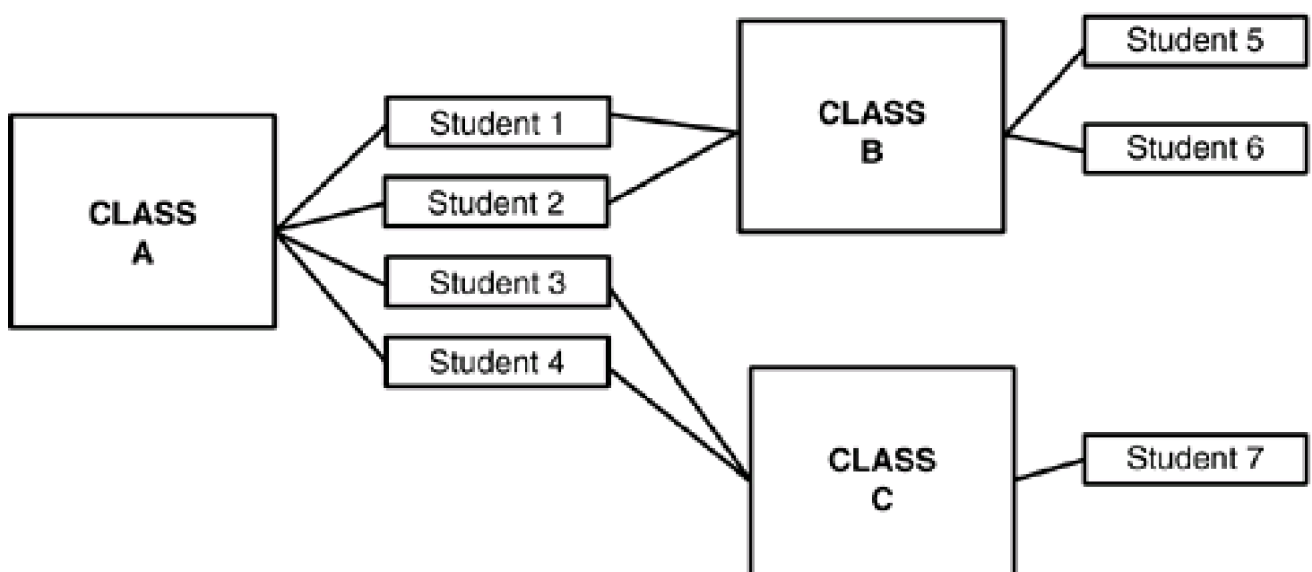 CLASS
A
Student 1
Student 2
Student 3
Student 4
CLASS
B
Student 5
Student 6
CLASS
C
Student 7